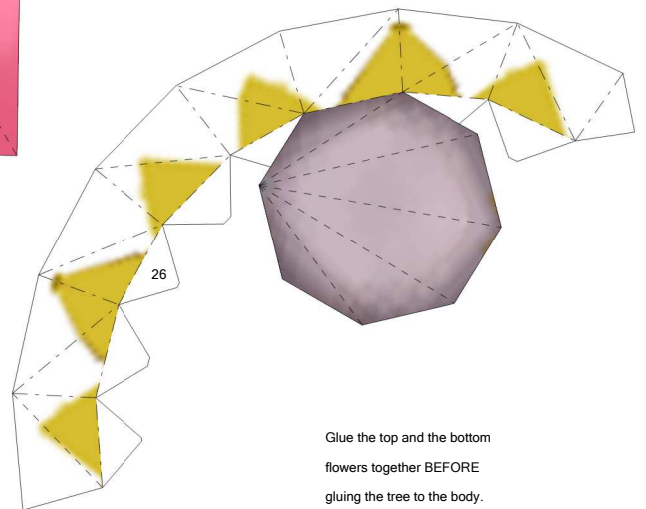 26
Glue the top and the bottom
flowers together BEFORE
gluing the tree to the body.